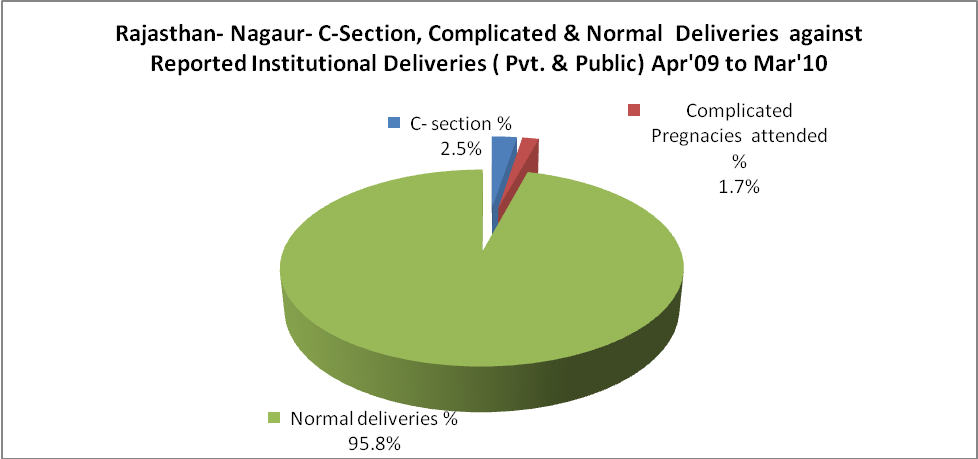 Rajasthan- Nagaur- C-Section, Complicated & Normal Deliveries against
Reported Institutional Deliveries ( Pvt. & Public) Apr'09 to Mar'10
C- section %
2.5%
Complicated
Pregnacies attended
%
1.7%
Normal deliveries %
95.8%